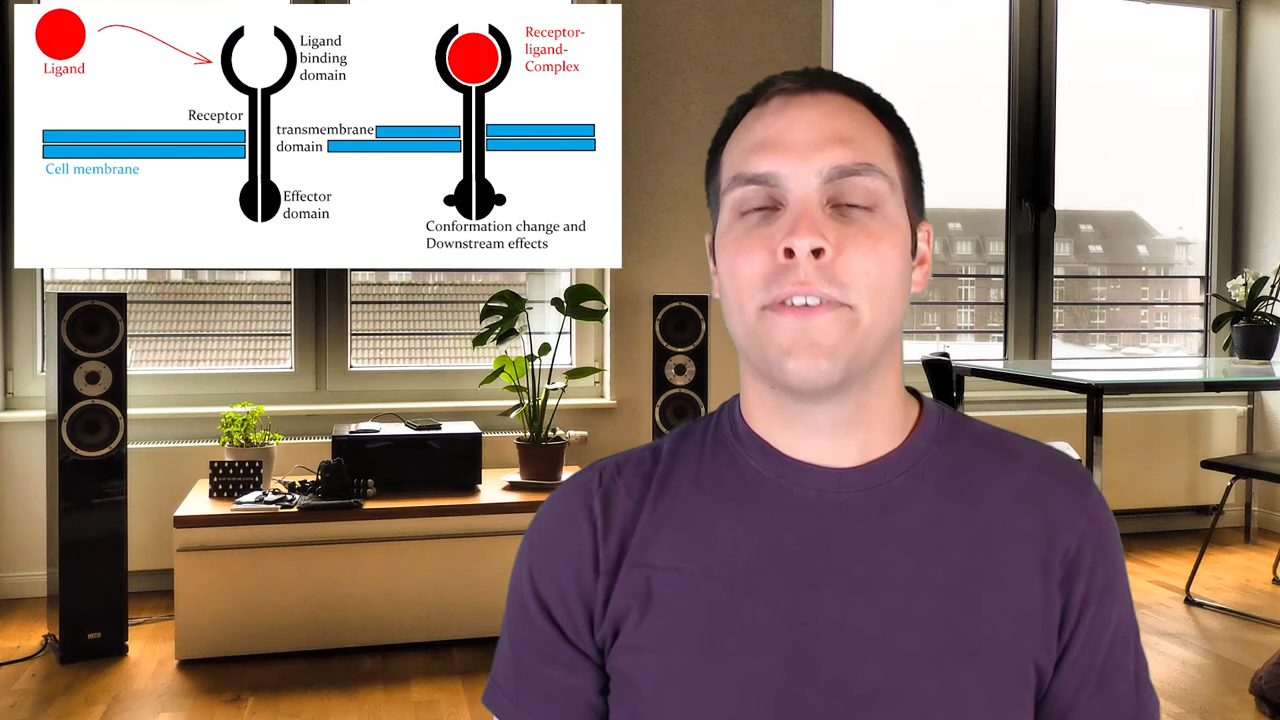 Ligand
Ligand
binding
domain
Receptor
Cell membrane
transmembrane
domain
Effector
domain
Receptor-
ligand-
Complex
Conformation change and
Downstream effects
HECO